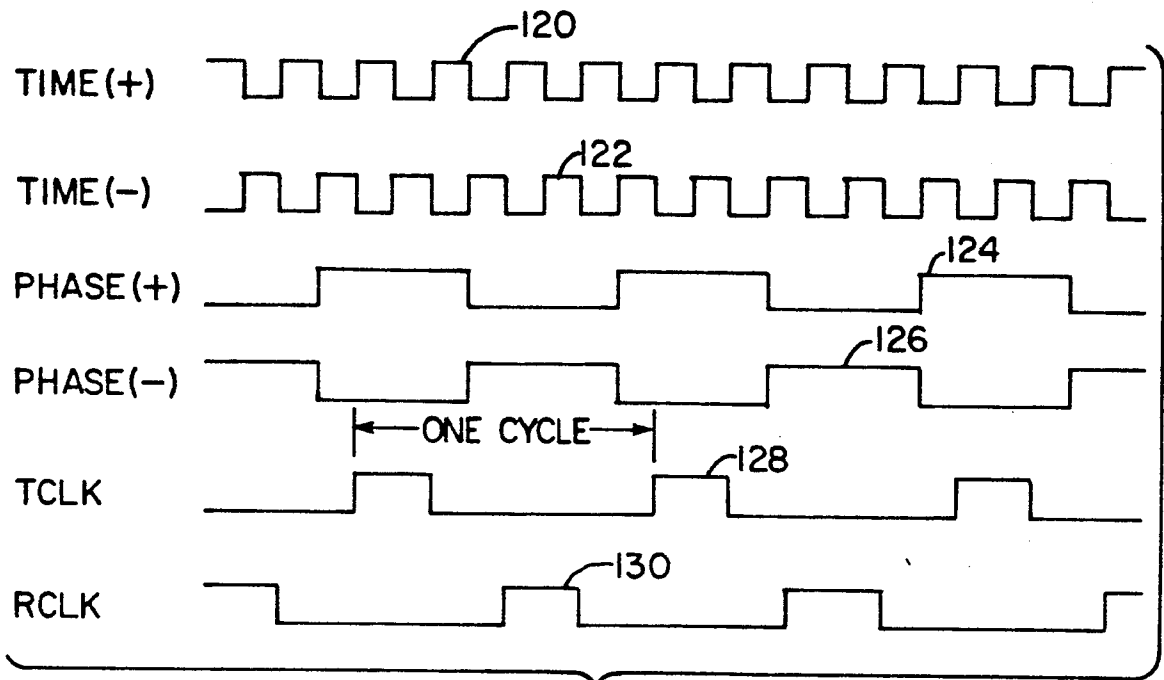 120
TIME(+)
122
TIME(-)
124
PHASE(+)
126
PHASE(-)
ONE CYCLE
128
TCLK
130
RCLK